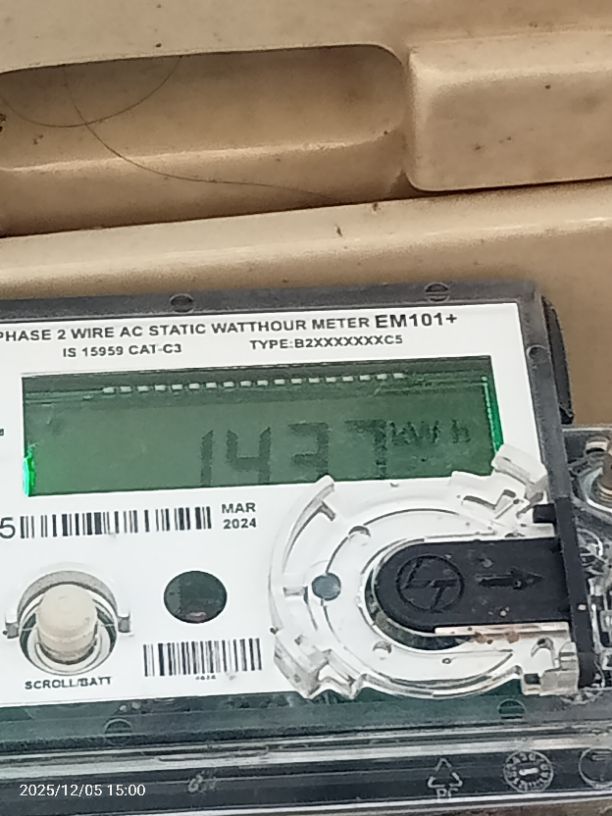 PHASE 2 WIRE AC STATIC WATTHOUR METER EM101+
IS 15959 CAT-C3 TYPE:B2XXXXXXXC5
1437 kWh
5
MAR
2024
LT
SCROLL/BATT
2025/12/05 15:00